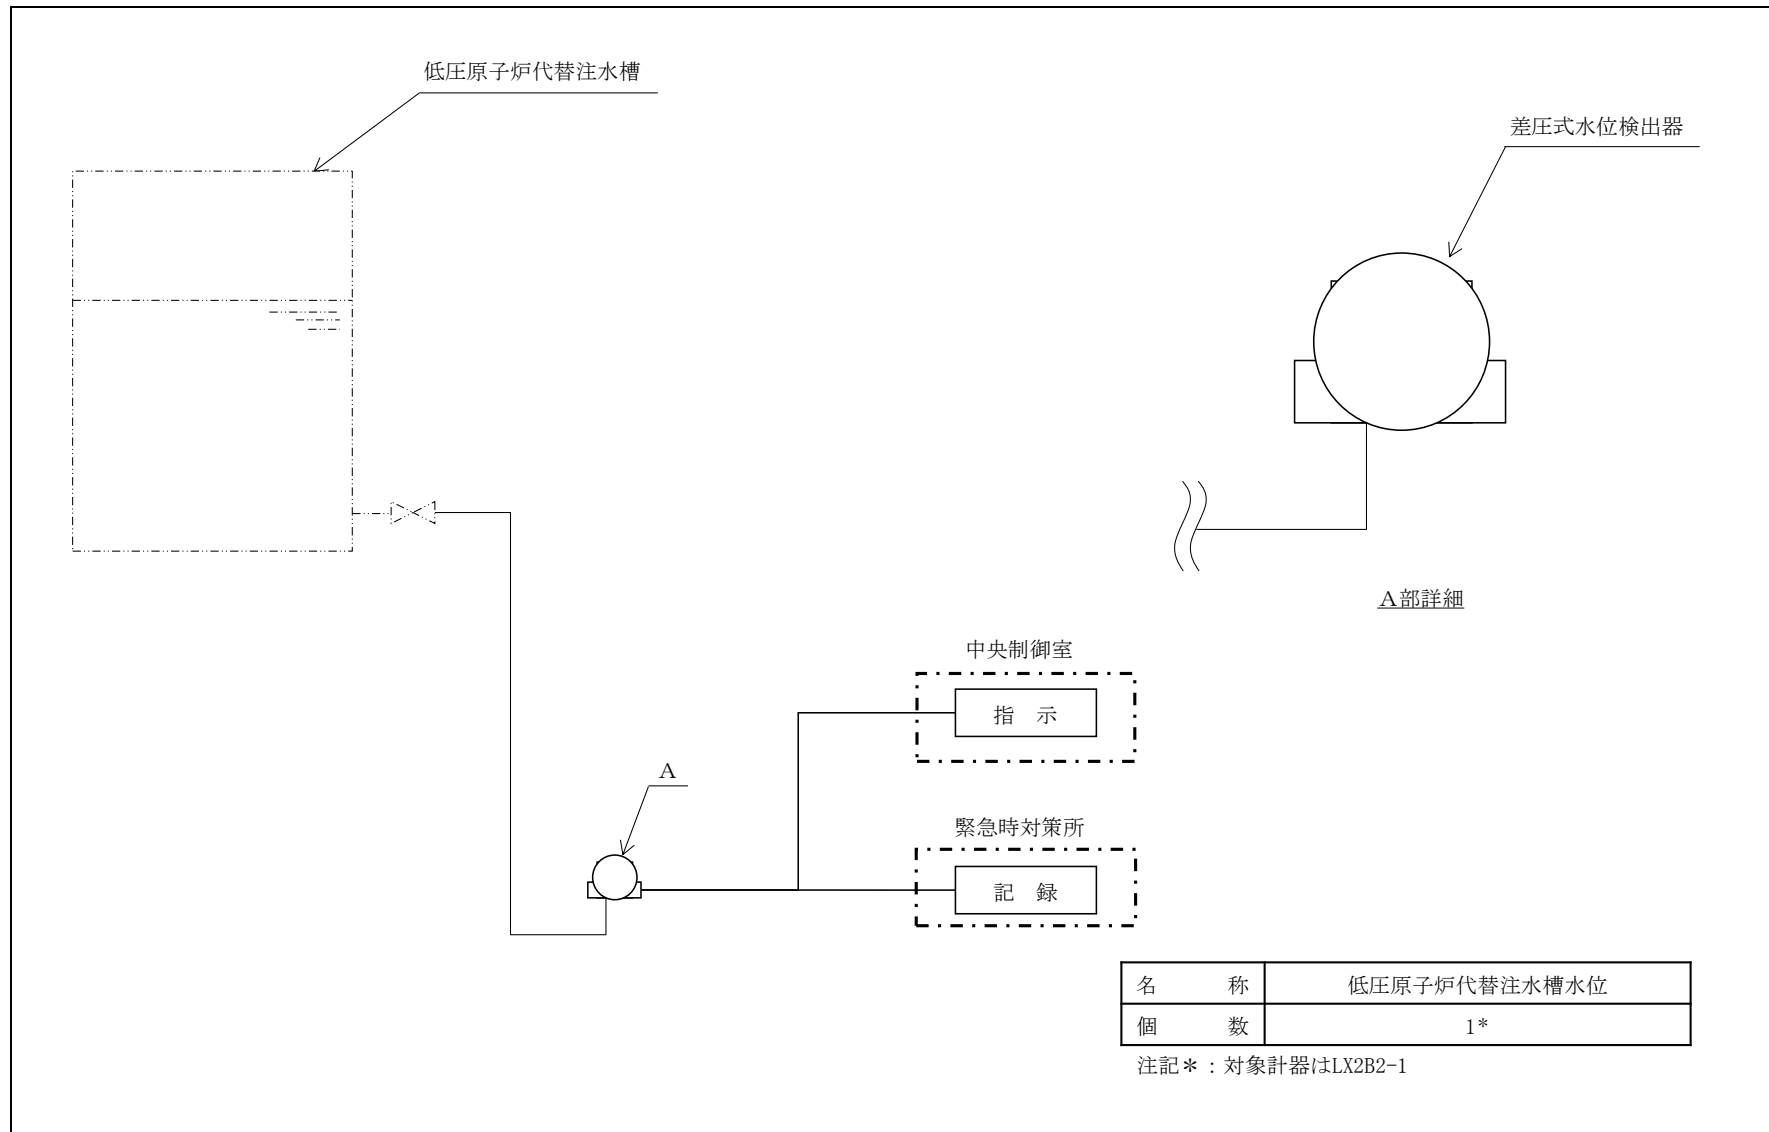 低圧原子炉代替注水槽
差圧式水位検出器
A部詳細
中央制御室
指　示
A
緊急時対策所
記　録
名　　　称　低圧原子炉代替注水槽水位
個　　　数　1*
注記＊：対象計器はLX2B2-1